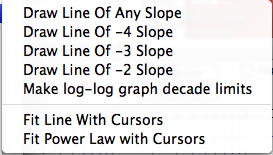 Draw Line Of Any Slope
Draw Line Of -4 Slope
Draw Line Of -3 Slope
Draw Line Of -2 Slope
Make log-log graph decade limits
Fit Line With Cursors
Fit Power Law with Cursors